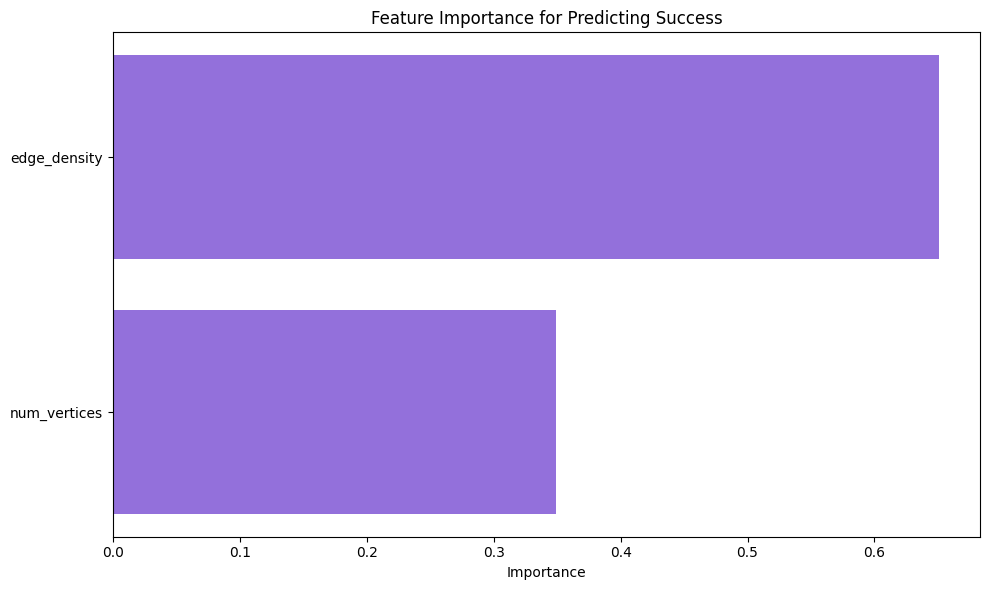 Feature Importance for Predicting Success
edge_density
num_vertices
0.0 0.1 0.2 0.3 0.4 0.5 0.6
Importance